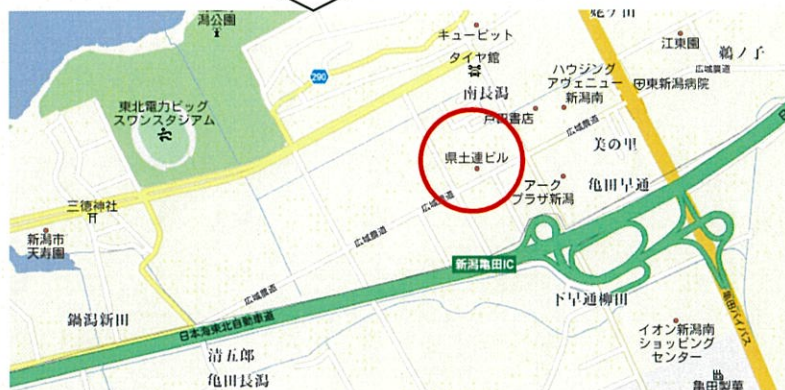 潟公園
キューピット
タイヤ館
290
南長潟
戸田書店
ハウジング
アヴェニュー
新潟南
江東園
鵜ノ子
広域農道
東新潟病院
広域農道
美の里
東北電力ビッグ
スワンスタジアム
県土連ビル
アーク
プラザ新潟
亀田早通
広域農道
三徳神社
新潟市
天寿園
広域農道
新潟亀田IC
広域農道
下早通柳田
鍋潟新田
日本海東北自動車道
亀田バイパス
清五郎
亀田長潟
イオン新潟南
ショッピング
センター
亀田製菓